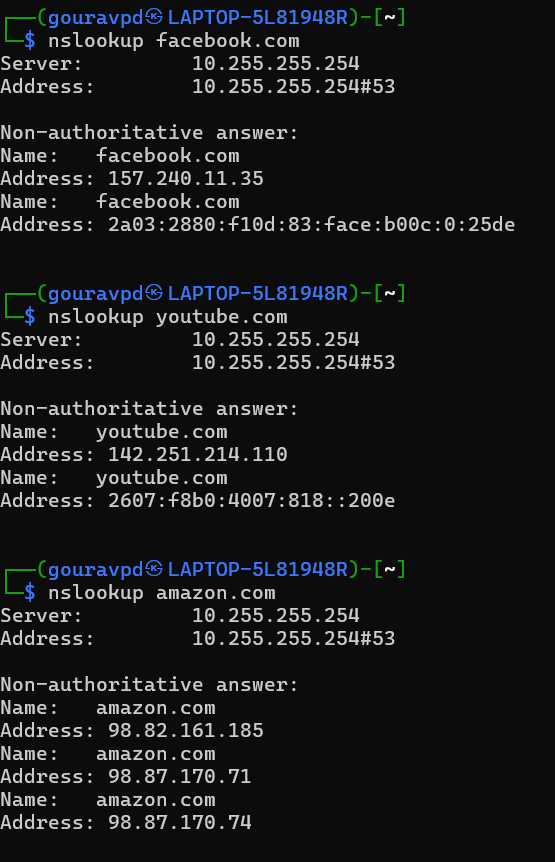 ┌──(gouravpd㉿LAPTOP-5L81948R)-[~]
└─$ nslookup facebook.com
Server:         10.255.255.254
Address:        10.255.255.254#53

Non-authoritative answer:
Name:   facebook.com
Address: 157.240.11.35
Name:   facebook.com
Address: 2a03:2880:f10d:83:face:b00c:0:25de

┌──(gouravpd㉿LAPTOP-5L81948R)-[~]
└─$ nslookup youtube.com
Server:         10.255.255.254
Address:        10.255.255.254#53

Non-authoritative answer:
Name:   youtube.com
Address: 142.251.214.110
Name:   youtube.com
Address: 2607:f8b0:4007:818::200e

┌──(gouravpd㉿LAPTOP-5L81948R)-[~]
└─$ nslookup amazon.com
Server:         10.255.255.254
Address:        10.255.255.254#53

Non-authoritative answer:
Name:   amazon.com
Address: 98.82.161.185
Name:   amazon.com
Address: 98.87.170.71
Name:   amazon.com
Address: 98.87.170.74